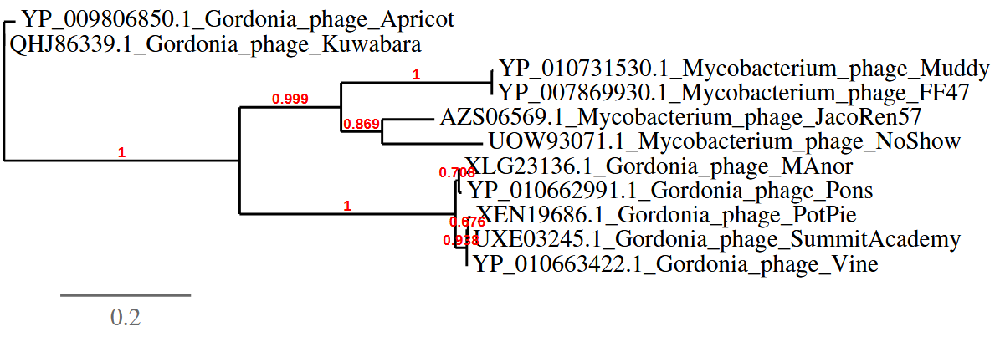 YP_009806850.1_Gordonia_phage_Apricot
QHJ86339.1_Gordonia_phage_Kuwabara
YP_010731530.1_Mycobacterium_phage_Muddy
1
YP_007869930.1_Mycobacterium_phage_FF47
0.999
AZS06569.1_Mycobacterium_phage_JacoRen57
0.869
UOW93071.1_Mycobacterium_phage_NoShow
1
XLG23136.1_Gordonia_phage_MAnor
0.708
YP_010662991.1_Gordonia_phage_Pons
1
XEN19686.1_Gordonia_phage_PotPie
0.676
UXE03245.1_Gordonia_phage_SummitAcademy
0.938
YP_010663422.1_Gordonia_phage_Vine
0.2